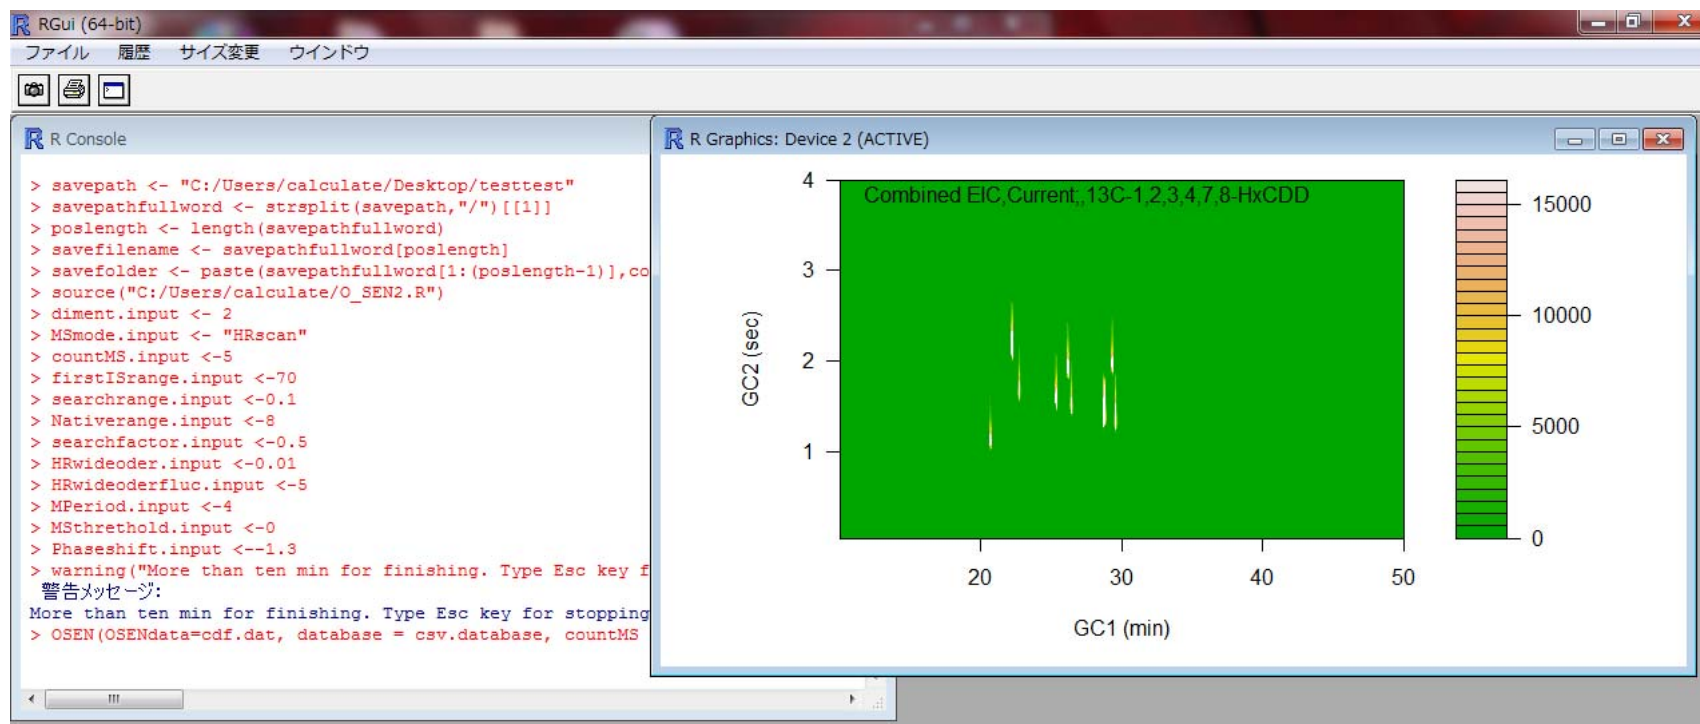 RGui (64-bit)
ファイル 履歴 サイズ変更 ウインドウ
R Console
> savepath <- "C:/Users/calculate/Desktop/testtest"
> savepathfullword <- strsplit(savepath,"/")[[1]]
> poslength <- length(savepathfullword)
> savefilename <- savepathfullword[poslength]
> savefolder <- paste(savepathfullword[1:(poslength-1)],co
> source("C:/Users/calculate/O_SEN2.R")
> diment.input <- 2
> MSmode.input <- "HRscan"
> countMS.input <-5
> firstISrange.input <-70
> searchrange.input <-0.1
> Nativerange.input <-8
> searchfactor.input <-0.5
> HRwideoder.input <-0.01
> HRwideoderfluc.input <-5
> MPeriod.input <-4
> MSthrethold.input <-0
> Phaseshift.input <--1.3
> warning("More than ten min for finishing. Type Esc key f
警告メッセージ:
More than ten min for finishing. Type Esc key for stopping
> OSEN(OSENdata=cdf.dat, database = csv.database, countMS
R Graphics: Device 2 (ACTIVE)
Combined EIC,Current,,13C-1,2,3,4,7,8-HxCDD
4
3
2
1
GC2 (sec)
20 30 40 50
GC1 (min)
15000
10000
5000
0